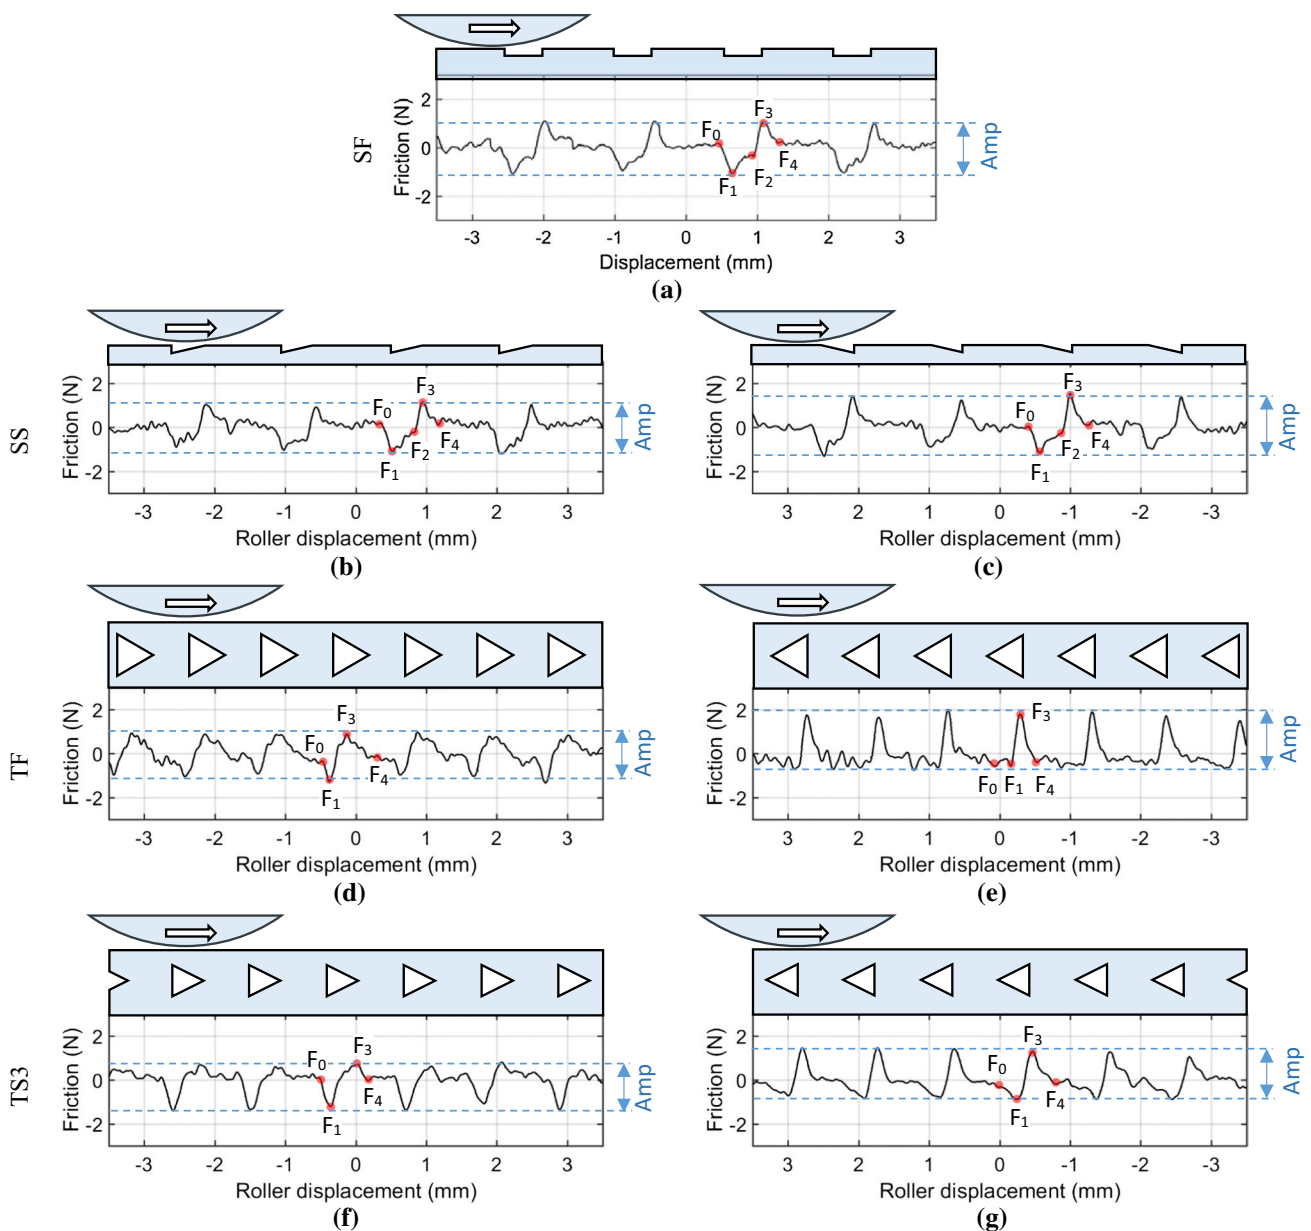 SF
Friction (N)
2
0
-2
F0
F1
F2
F3
F4
Amp
-3 -2 -1 0 1 2 3
Displacement (mm)
(a)
SS
Friction (N)
2
0
-2
F0
F1
F2
F3
F4
Amp
-3 -2 -1 0 1 2 3
Roller displacement (mm)
(b)
Friction (N)
2
0
-2
F0
F1
F2
F3
F4
Amp
3 2 1 0 -1 -2 -3
Roller displacement (mm)
(c)
TF
Friction (N)
2
0
-2
F0
F1
F3
F4
Amp
-3 -2 -1 0 1 2 3
Roller displacement (mm)
(d)
Friction (N)
2
0
-2
F0
F1
F3
F4
Amp
3 2 1 0 -1 -2 -3
Roller displacement (mm)
(e)
TS3
Friction (N)
2
0
-2
F0
F1
F3
F4
Amp
-3 -2 -1 0 1 2 3
Roller displacement (mm)
(f)
Friction (N)
2
0
-2
F0
F1
F3
F4
Amp
3 2 1 0 -1 -2 -3
Roller displacement (mm)
(g)